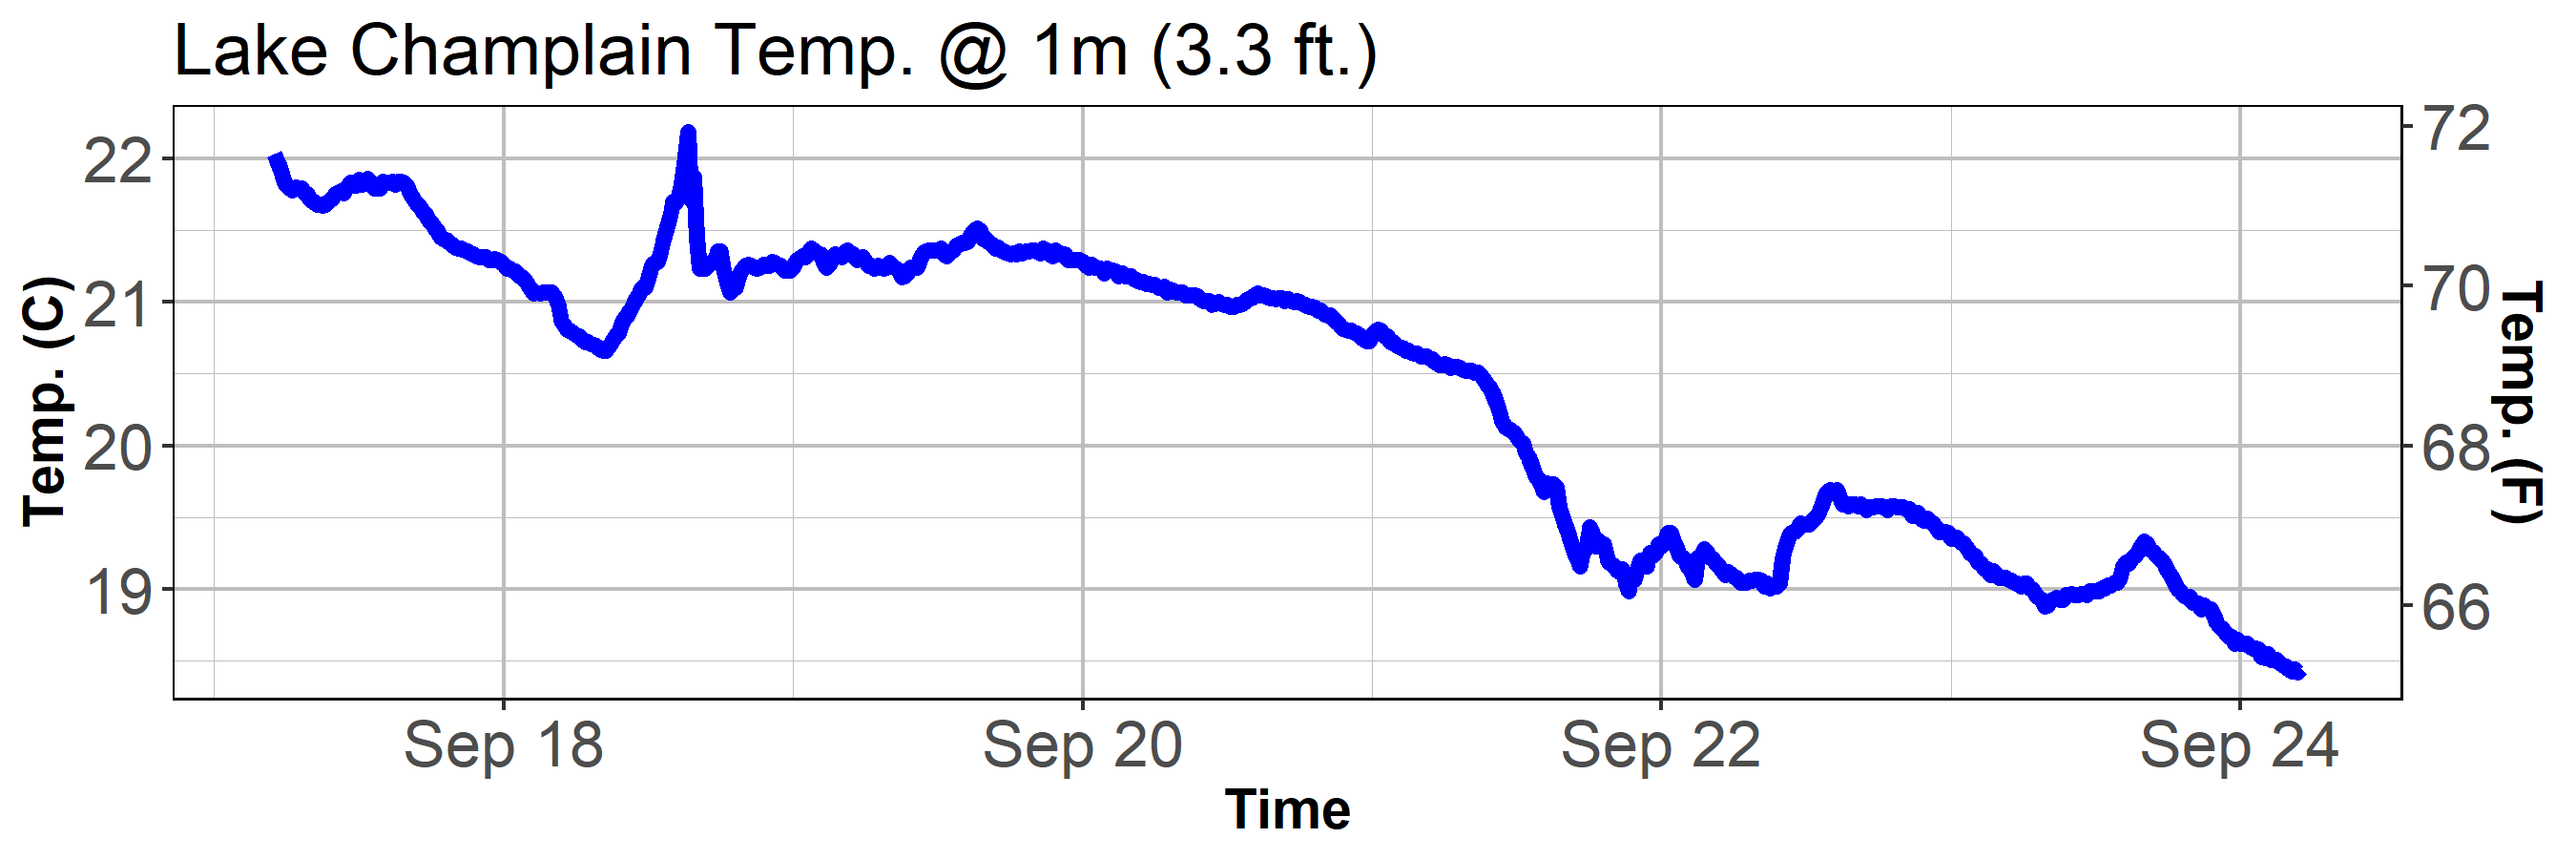 Lake Champlain Temp. @ 1m (3.3 ft.)
Temp. (C)
22
21
20
19
72
70
68
66
Temp. (F)
Sep 18
Sep 20
Sep 22
Sep 24
Time